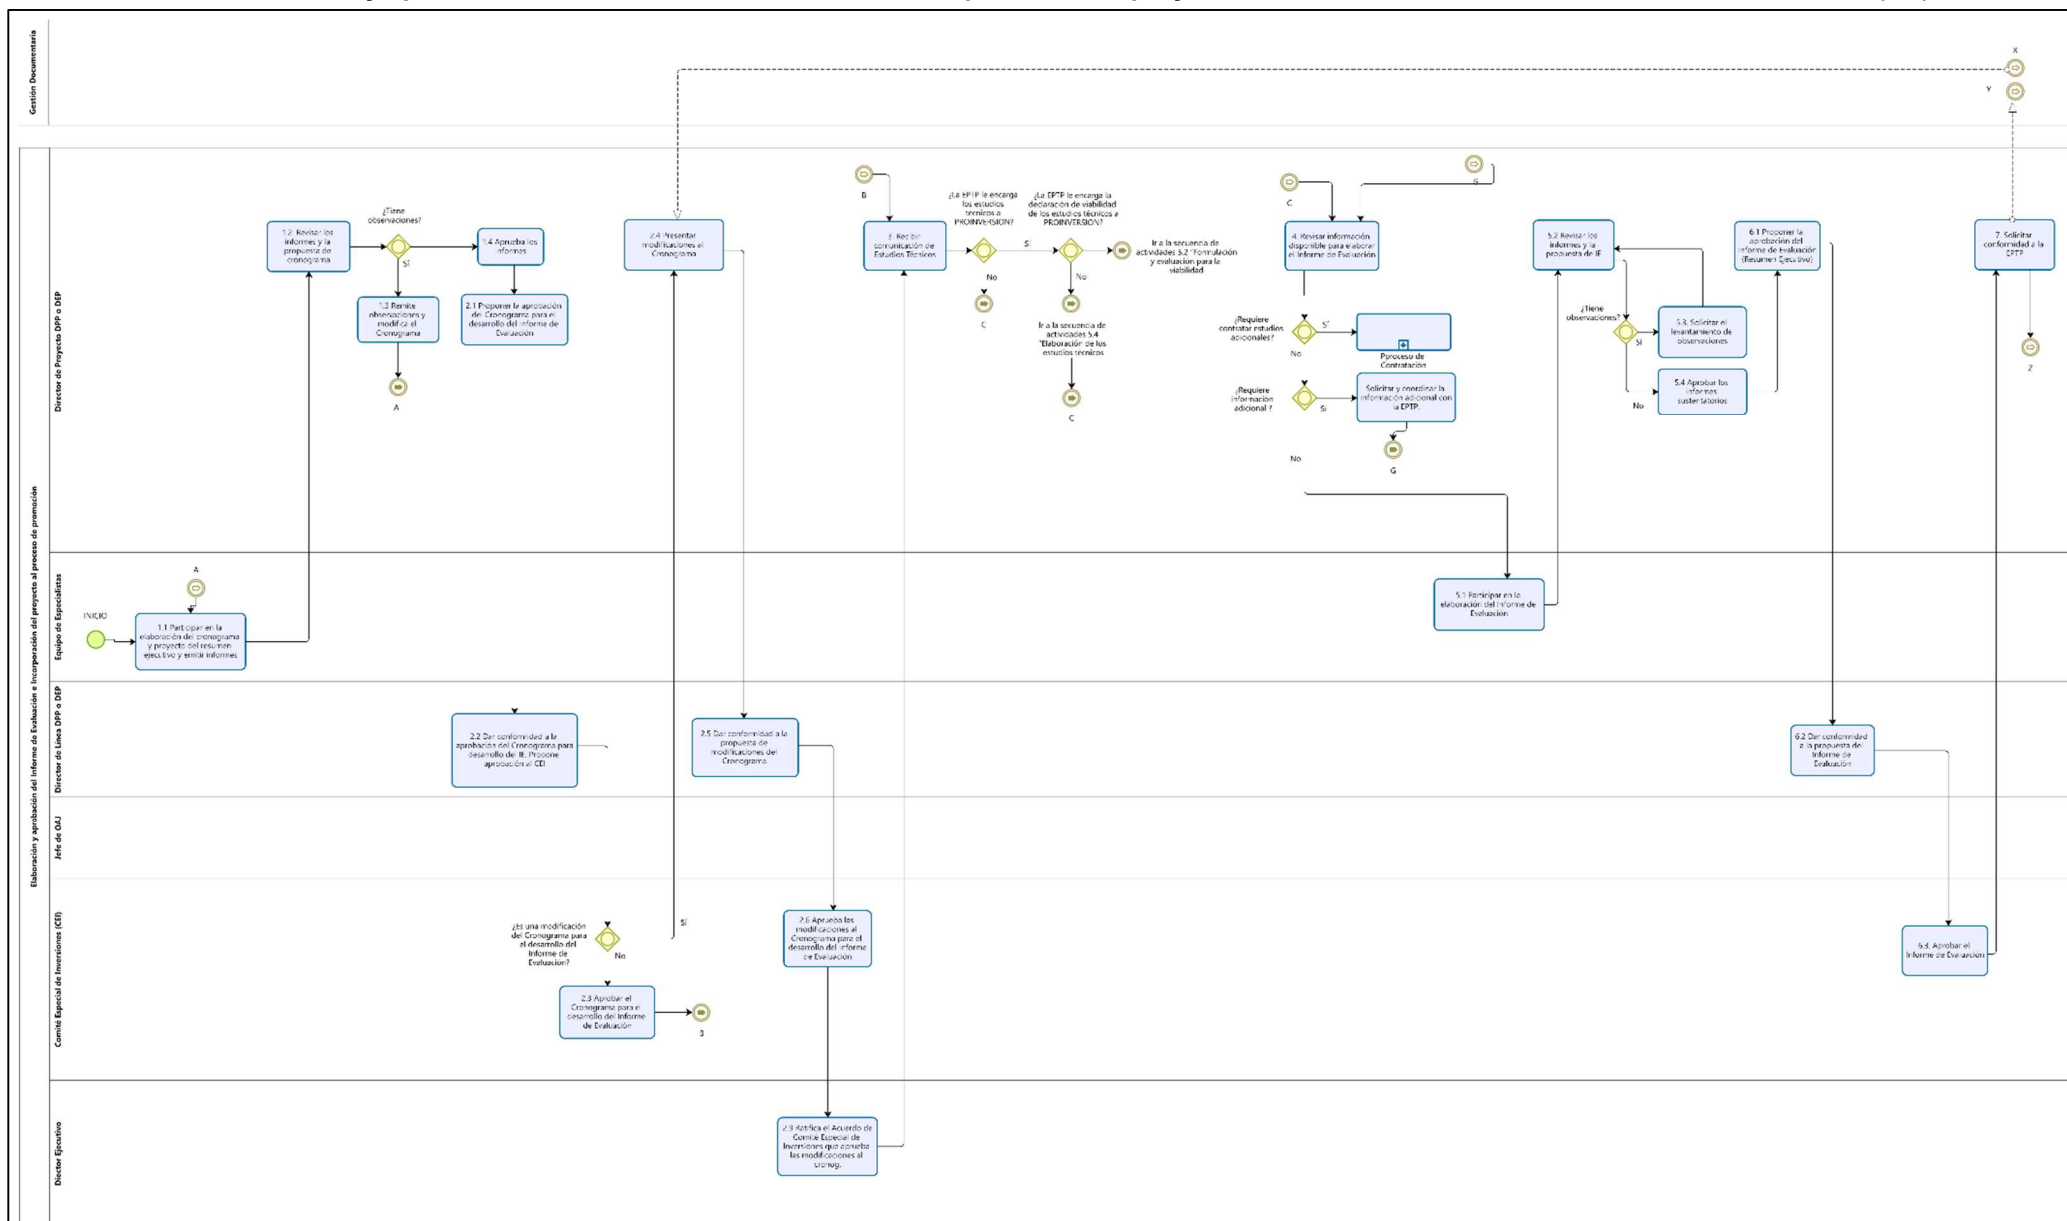 Gestión Documentaria
X
Y
Elaboración y aprobación del Informe de Evaluación e Incorporación del proyecto al proceso de promoción
Director de Proyecto DPP o DEP
1.2. Revisar los
informes y la
propuesta de
cronograma
¿Tiene
observaciones?
Sí
1.4 Aprueba los
informes
1.3 Remite
observaciones y
modifica el
Cronograma
2.1 Proponer la aprobación
del Cronograma para el
desarrollo del Informe de
Evaluación
A
2.4 Presentar
modificaciones al
Cronograma
B
3. Recibir
comunicación de
Estudios Técnicos
¿La EPTP le encarga
los estudios
técnicos a
PROINVERSION?
Sí
No
C
¿La EPTP le encarga la
declaración de viabilidad
de los estudios técnicos a
PROINVERSION?
No
Ir a la secuencia de
actividades 5.2 "Formulación
y evaluación para la
viabilidad
Ir a la secuencia de
actividades 5.4
"Elaboración de los
estudios técnicos
C
C
G
4. Revisar información
disponible para elaborar
el Informe de Evaluación
¿Requiere
contratar estudios
adicionales?
Sí
No
Pproceso de
Contratación
¿Requiere
información
adicional ?
Sí
Solicitar y coordinar la
información adicional con
la EPTP.
No
G
5.2 Revisar los
informes y la
propuesta de IE
¿Tiene
observaciones?
Sí
No
5.3. Solicitar el
levantamiento de
observaciones
5.4 Aprobar los
informes
sustentatorios
6.1 Proponer la
aprobación del
Informe de Evaluación
(Resumen Ejecutivo)
7. Solicitar
conformidad a la
EPTP
Z
Equipo de Especialistas
INICIO
A
1.1 Participar en la
elaboración del cronograma
y proyecto del resumen
ejecutivo y emitir informes
5.1 Participar en la
elaboración del Informe de
Evaluación
Director de Línea DPP o DEP
2.2 Dar conformidad a la
aprobación del Cronograma para
desarrollo del IE. Propone
aprobación al CEI
2.5 Dar conformidad a la
propuesta de
modificaciones del
Cronograma
6.2 Dar conformidad
a la propuesta del
Informe de
Evaluación
Jefe de OAJ
Comité Especial de Inversiones (CEI)
¿Es una modificación
del Cronograma para
el desarrollo del
Informe de
Evaluación?
Sí
No
2.3 Aprobar el
Cronograma para el
desarrollo del Informe
de Evaluación
B
2.6 Aprueba las
modificaciones al
Cronograma para el
desarrollo del Informe
de Evaluación
6.3. Aprobar el
Informe de Evaluación
Director Ejecutivo
2.9 Ratifica el Acuerdo de
Comité Especial de
Inversiones que aprueba
las modificaciones al
cronog.